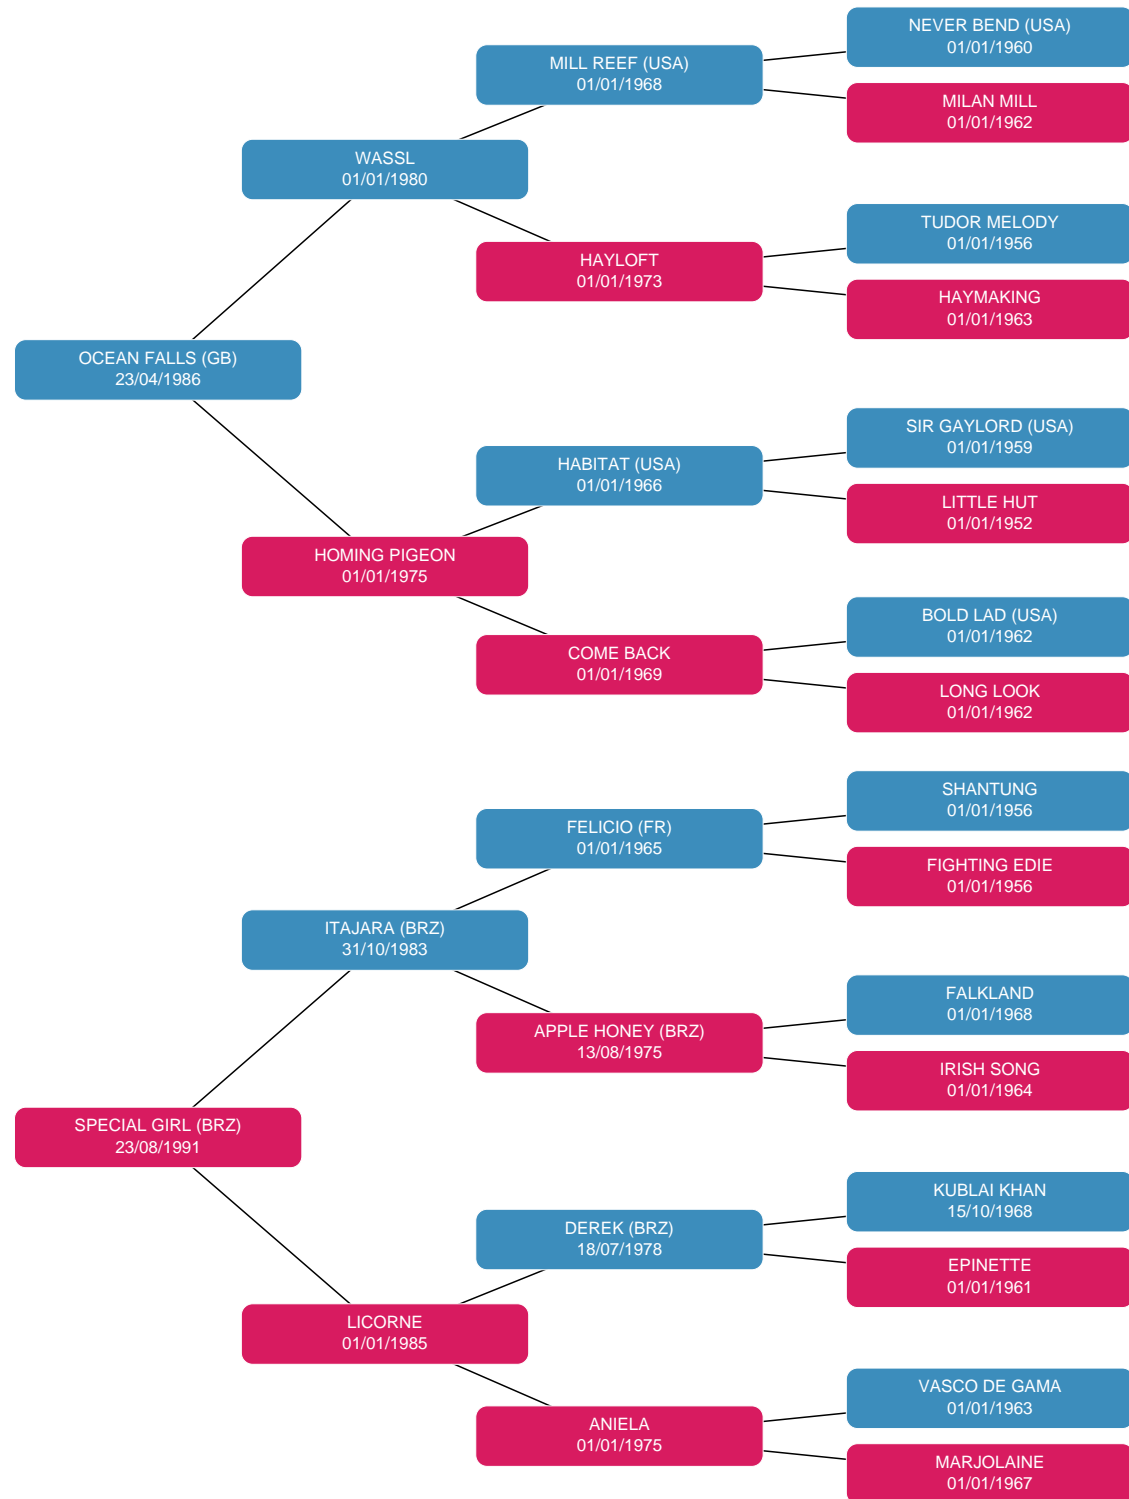 NEVER BEND (USA)
01/01/1960
MILL REEF (USA)
01/01/1968
MILAN MILL
01/01/1962
WASSL
01/01/1980
TUDOR MELODY
01/01/1956
HAYLOFT
01/01/1973
HAYMAKING
01/01/1963
OCEAN FALLS (GB)
23/04/1986
SIR GAYLORD (USA)
01/01/1959
HABITAT (USA)
01/01/1966
LITTLE HUT
01/01/1952
HOMING PIGEON
01/01/1975
BOLD LAD (USA)
01/01/1962
COME BACK
01/01/1969
LONG LOOK
01/01/1962
SHANTUNG
01/01/1956
FELICIO (FR)
01/01/1965
FIGHTING EDIE
01/01/1956
ITAJARA (BRZ)
31/10/1983
FALKLAND
01/01/1968
APPLE HONEY (BRZ)
13/08/1975
IRISH SONG
01/01/1964
SPECIAL GIRL (BRZ)
23/08/1991
KUBLAI KHAN
15/10/1968
DEREK (BRZ)
18/07/1978
EPINETTE
01/01/1961
LICORNE
01/01/1985
VASCO DE GAMA
01/01/1963
ANIELA
01/01/1975
MARJOLAINE
01/01/1967